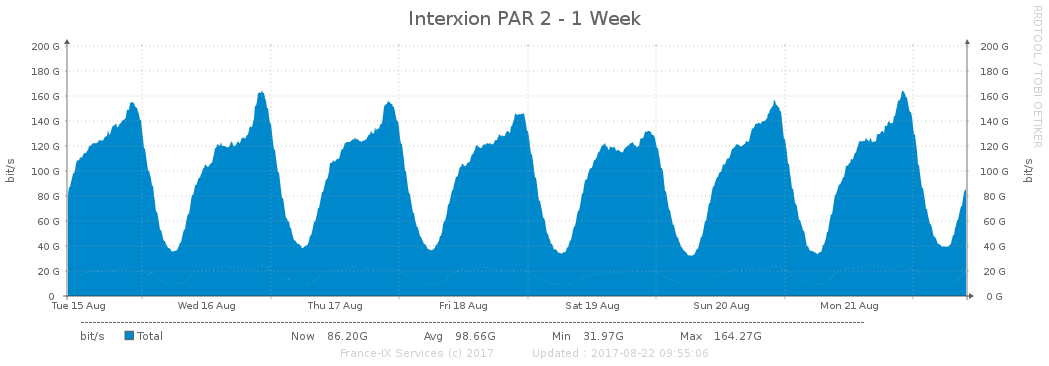 Interxion PAR 2 - 1 Week
RRDTOOL / TOBI OETIKER
bit/s
200 G 200 G
180 G 180 G
160 G 160 G
140 G 140 G
120 G 120 G
100 G 100 G
80 G 80 G
60 G 60 G
40 G 40 G
20 G 20 G
0 0 G
bit/s
Tue 15 Aug Wed 16 Aug Thu 17 Aug Fri 18 Aug Sat 19 Aug Sun 20 Aug Mon 21 Aug
bit/s Total Now 86.20G Avg 98.66G Min 31.97G Max 164.27G
France-IX Services (c) 2017 Updated : 2017-08-22 09:55:06